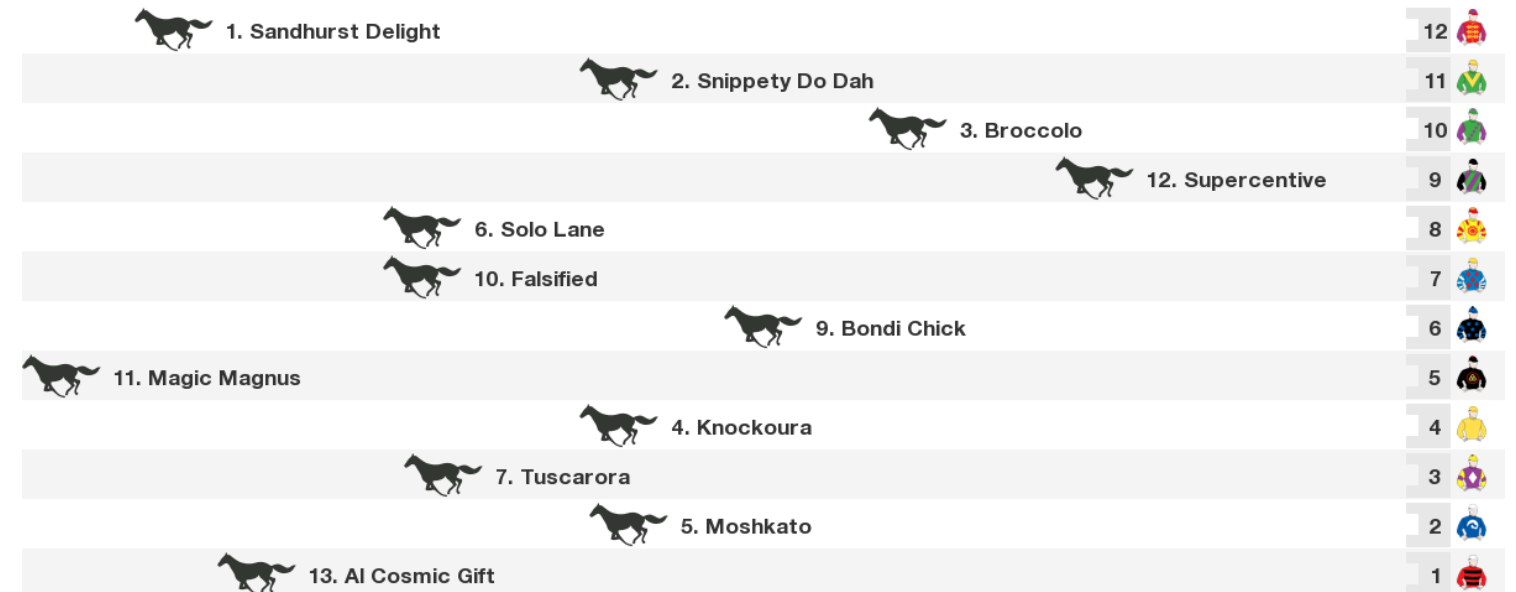 1. Sandhurst Delight 12
2. Snippety Do Dah 11
3. Broccolo 10
12. Supercentive 9
6. Solo Lane 8
10. Falsified 7
9. Bondi Chick 6
11. Magic Magnus 5
4. Knockoura 4
7. Tuscarora 3
5. Moshkato 2
13. Al Cosmic Gift 1